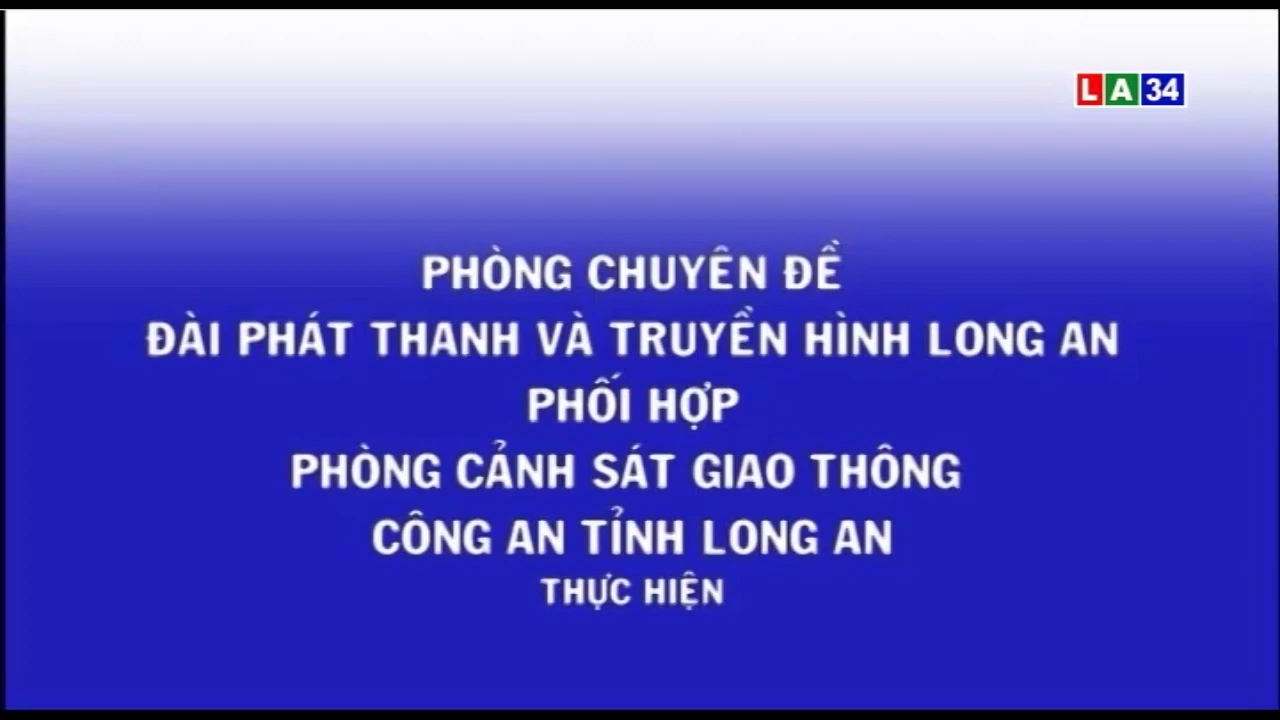 LA34
PHÒNG CHUYÊN ĐỀ
ĐÀI PHÁT THANH VÀ TRUYỀN HÌNH LONG AN
PHỐI HỢP
PHÒNG CẢNH SÁT GIAO THÔNG
CÔNG AN TỈNH LONG AN
THỰC HIỆN